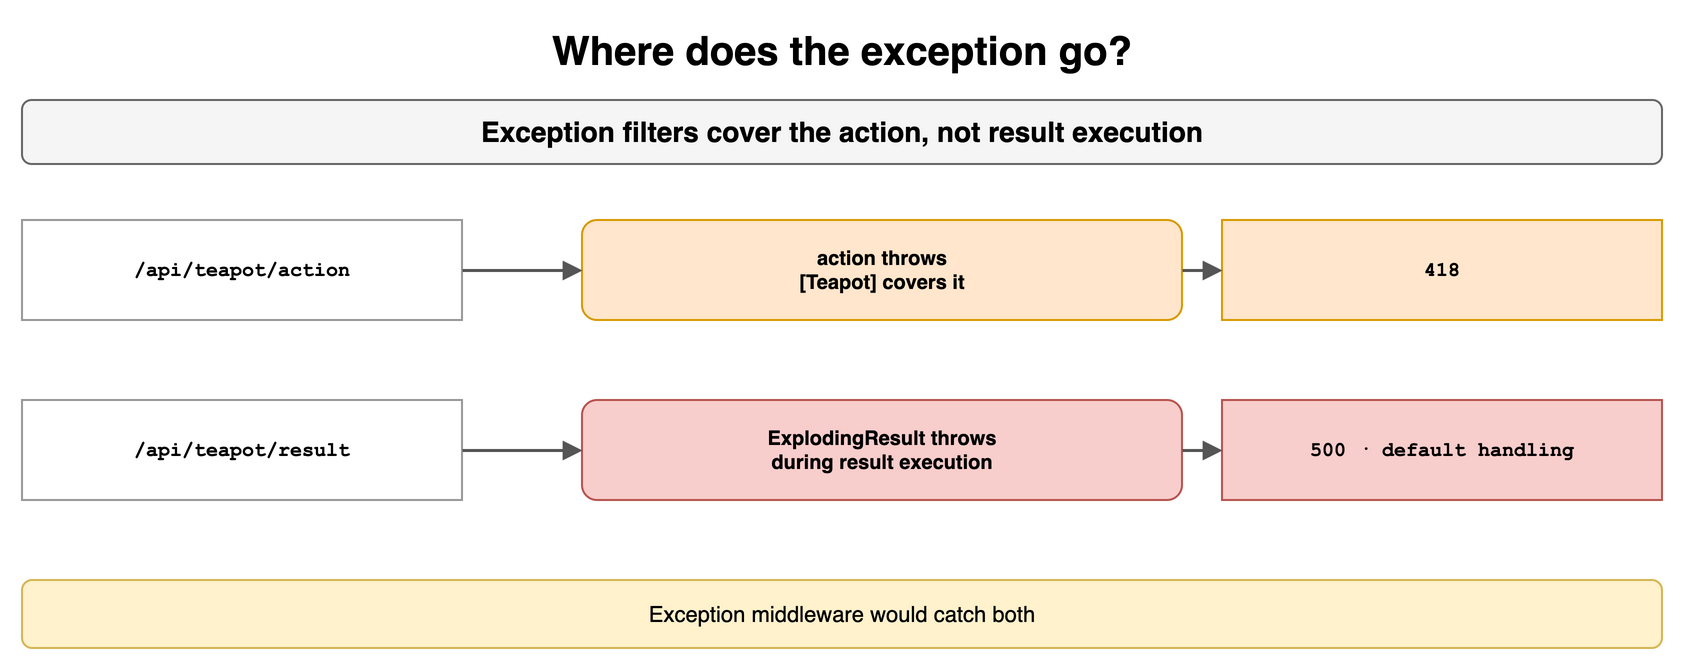 Where does the exception go?
Exception filters cover the action, not result execution
/api/teapot/action
action throws
[Teapot] covers it
418
/api/teapot/result
ExplodingResult throws
during result execution
500 · default handling
Exception middleware would catch both